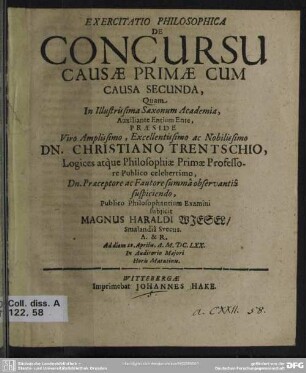 EXERCITATIO PHILOSOPHICA
DE
CONCURSU
CAUSÆ PRIMÆ CUM
CAUSA SECUNDA,
Quam
In Illustrissima Saxonum Academia,
Auxiliante Entium Ente,
PRÆSIDE
Viro Amplissimo, Excellentissimo ac Nobilissimo
DN. CHRISTIANO TRENTSCHIO,
Logices atque Philosophiæ Primæ Professo-
re Publico celeberrimo,
Dn. Præceptore ac Fautore summâ observantiâ
suspiciendo,
Publico Philosophantium Examini
subjicit
MAGNUS HARALDI WIESEL/
Smalandiâ Svecus.
A. & R.
Ad diem Aprilis. A. M. DC. LXX.
In Auditorio Majori
Horis Matutinis.
WITTEBERGÆ
Imprimebat JOHANNES HAKE.
Coll. diss. A
122, 58
a. CXXII. 58.